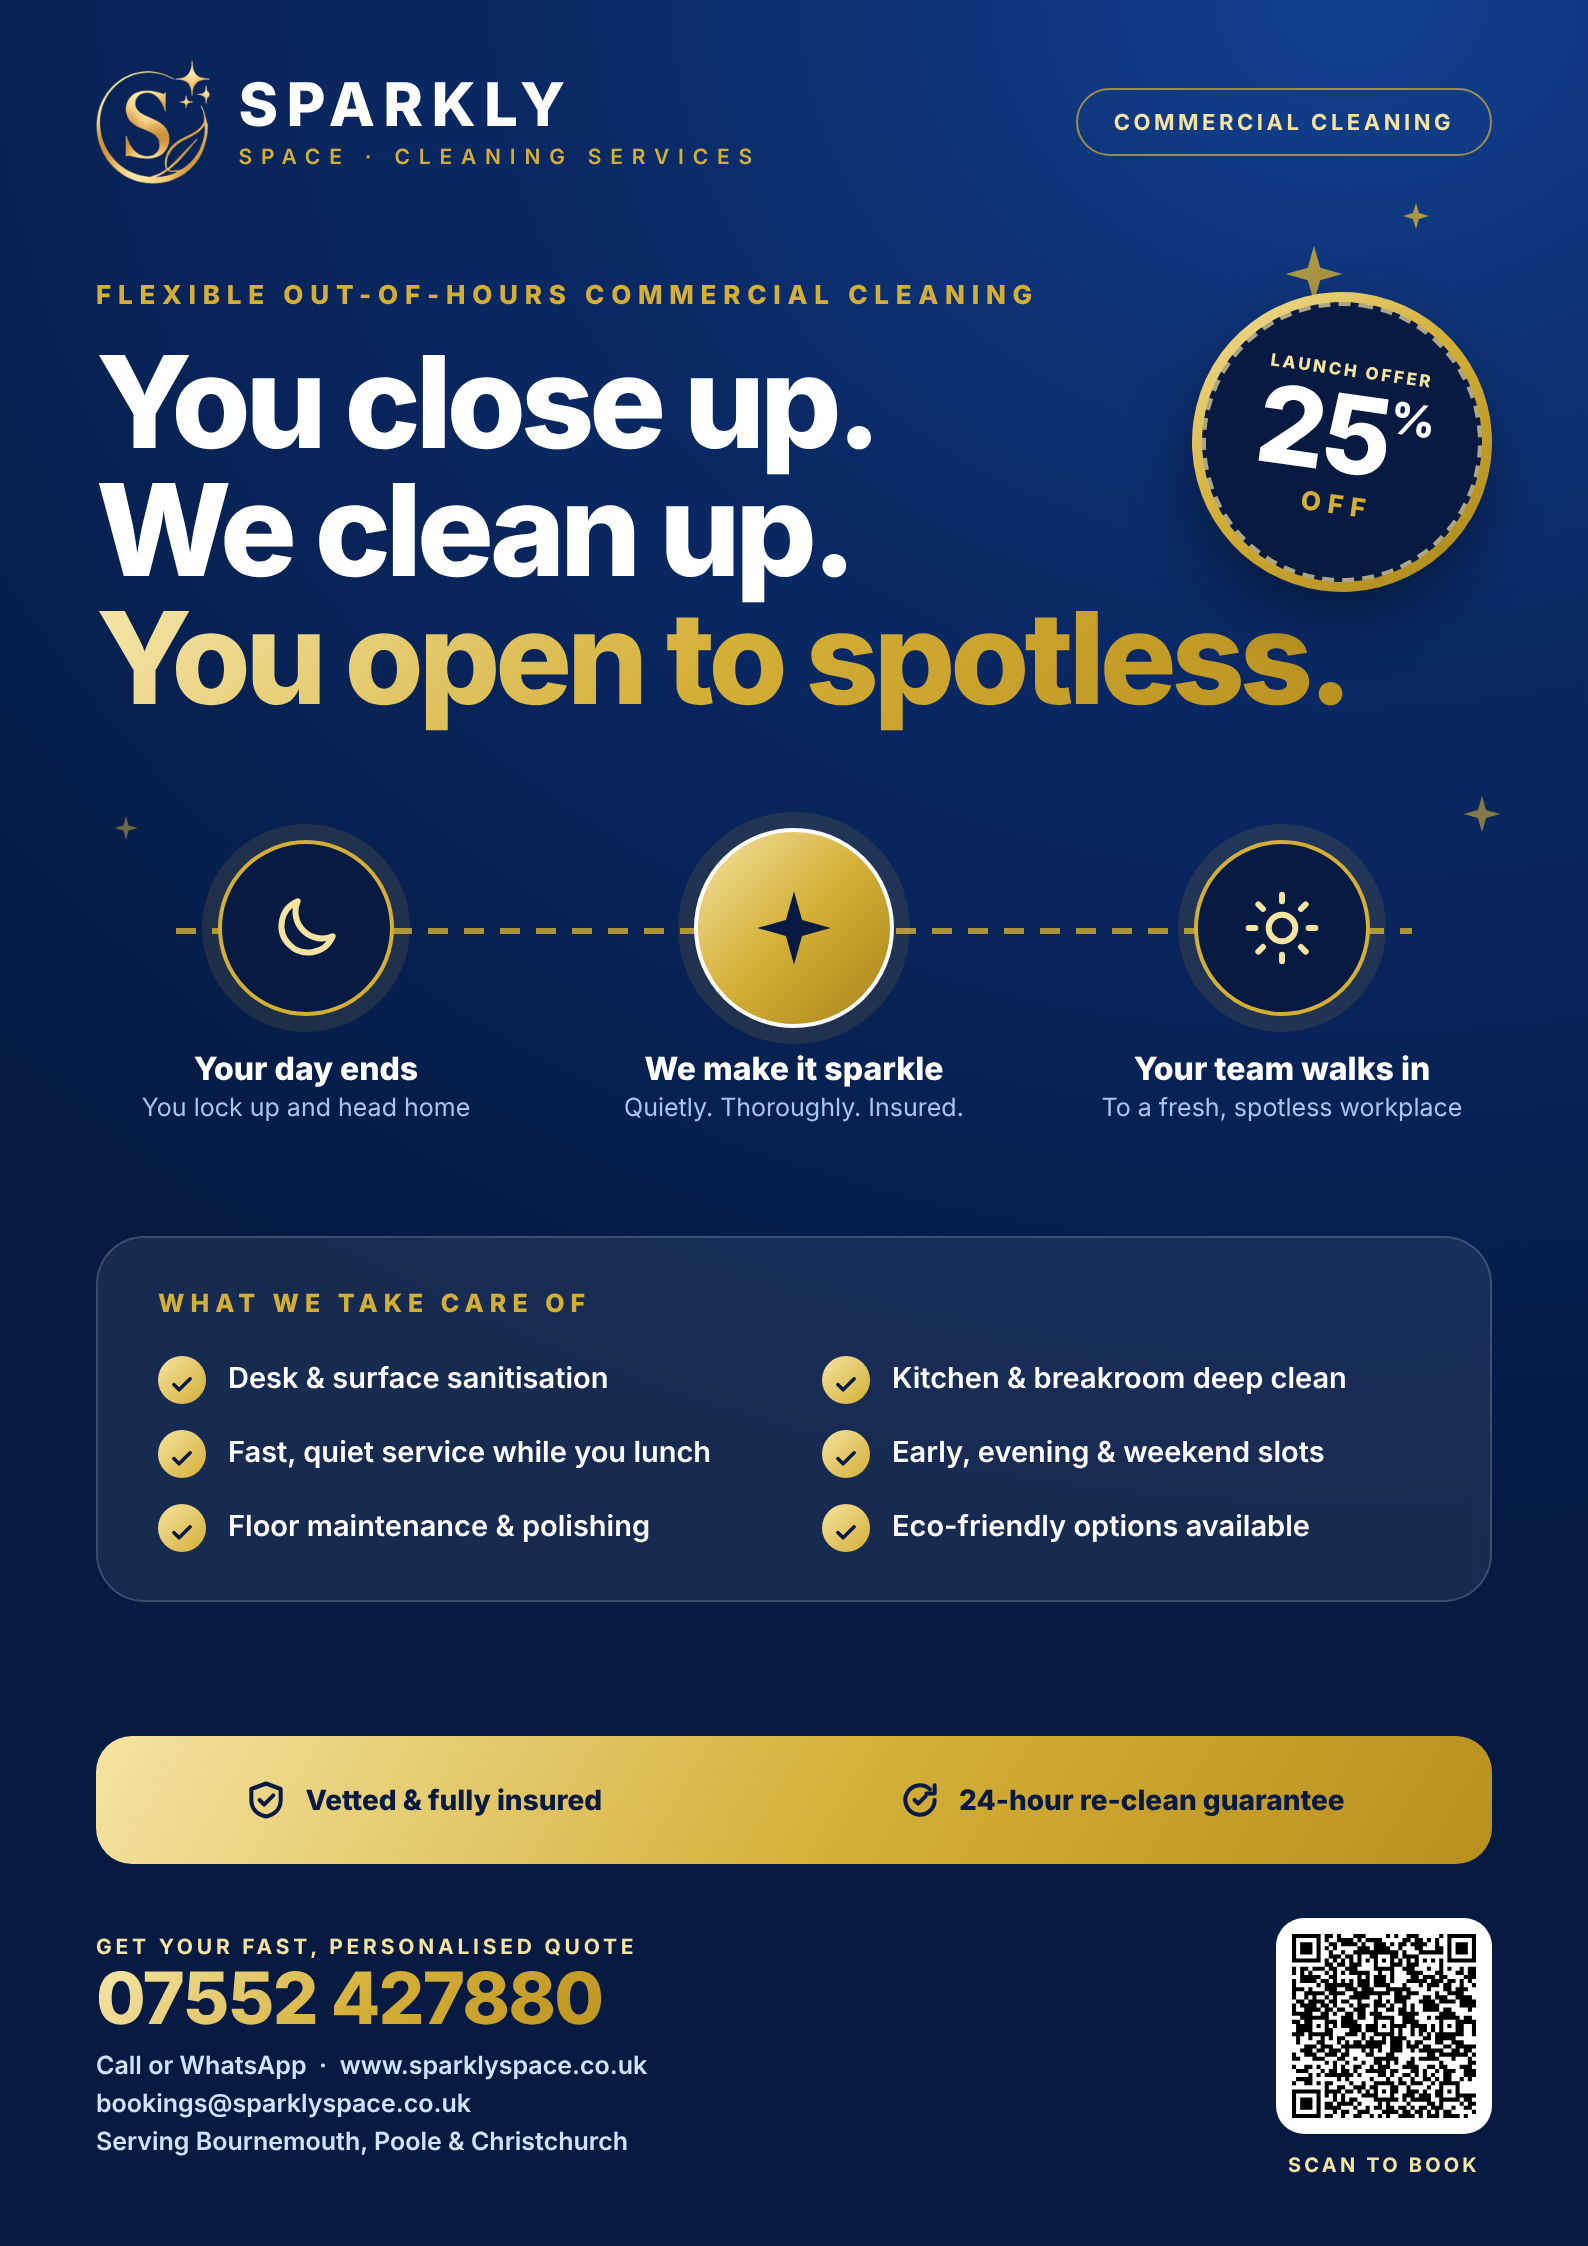 S
SPARKLY
SPACE · CLEANING SERVICES
COMMERCIAL CLEANING
FLEXIBLE OUT-OF-HOURS COMMERCIAL CLEANING
You close up.
We clean up.
You open to spotless.
LAUNCH OFFER
25%
OFF
Your day ends
You lock up and head home
We make it sparkle
Quietly. Thoroughly. Insured.
Your team walks in
To a fresh, spotless workplace
WHAT WE TAKE CARE OF
Desk & surface sanitisation
Kitchen & breakroom deep clean
Fast, quiet service while you lunch
Early, evening & weekend slots
Floor maintenance & polishing
Eco-friendly options available
Vetted & fully insured
24-hour re-clean guarantee
GET YOUR FAST, PERSONALISED QUOTE
07552 427880
Call or WhatsApp · www.sparklyspace.co.uk
bookings@sparklyspace.co.uk
Serving Bournemouth, Poole & Christchurch
SCAN TO BOOK